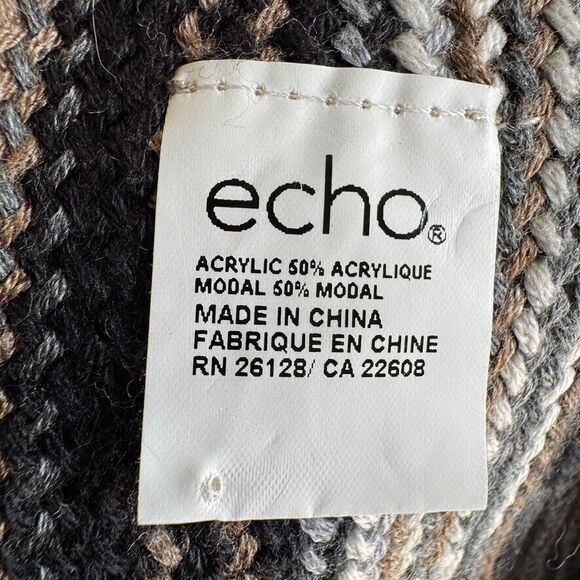 echo®
ACRYLIC 50% ACRYLIQUE
MODAL 50% MODAL
MADE IN CHINA
FABRIQUE EN CHINE
RN 26128/ CA 22608